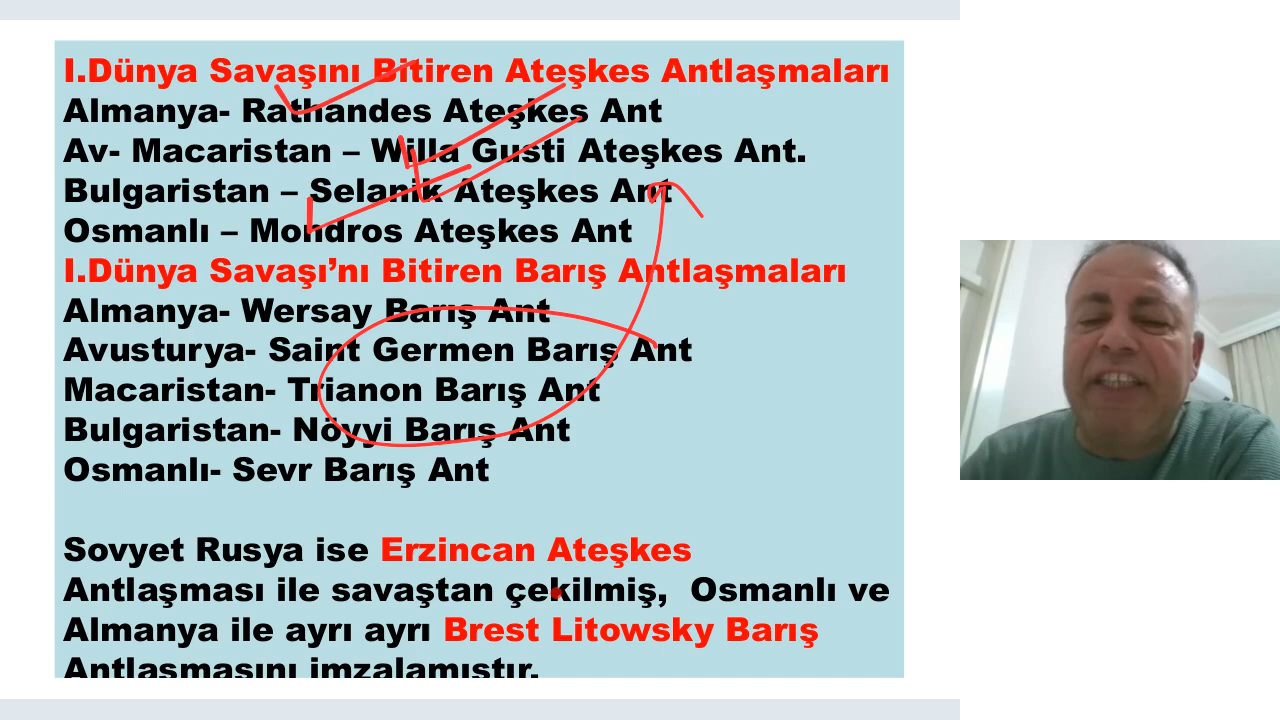 I.Dünya Savaşını Bitiren Ateşkes Antlaşmaları
Almanya- Rathandes Ateşkes Ant
Av- Macaristan – Willa Gusti Ateşkes Ant.
Bulgaristan – Selanik Ateşkes Ant
Osmanlı – Mondros Ateşkes Ant
I.Dünya Savaşı’nı Bitiren Barış Antlaşmaları
Almanya- Wersay Barış Ant
Avusturya- Saint Germen Barış Ant
Macaristan- Trianon Barış Ant
Bulgaristan- Nöyyi Barış Ant
Osmanlı- Sevr Barış Ant
Sovyet Rusya ise Erzincan Ateşkes
Antlaşması ile savaştan çekilmiş, Osmanlı ve
Almanya ile ayrı ayrı Brest Litowsky Barış
Antlaşmasını imzalamıştır.